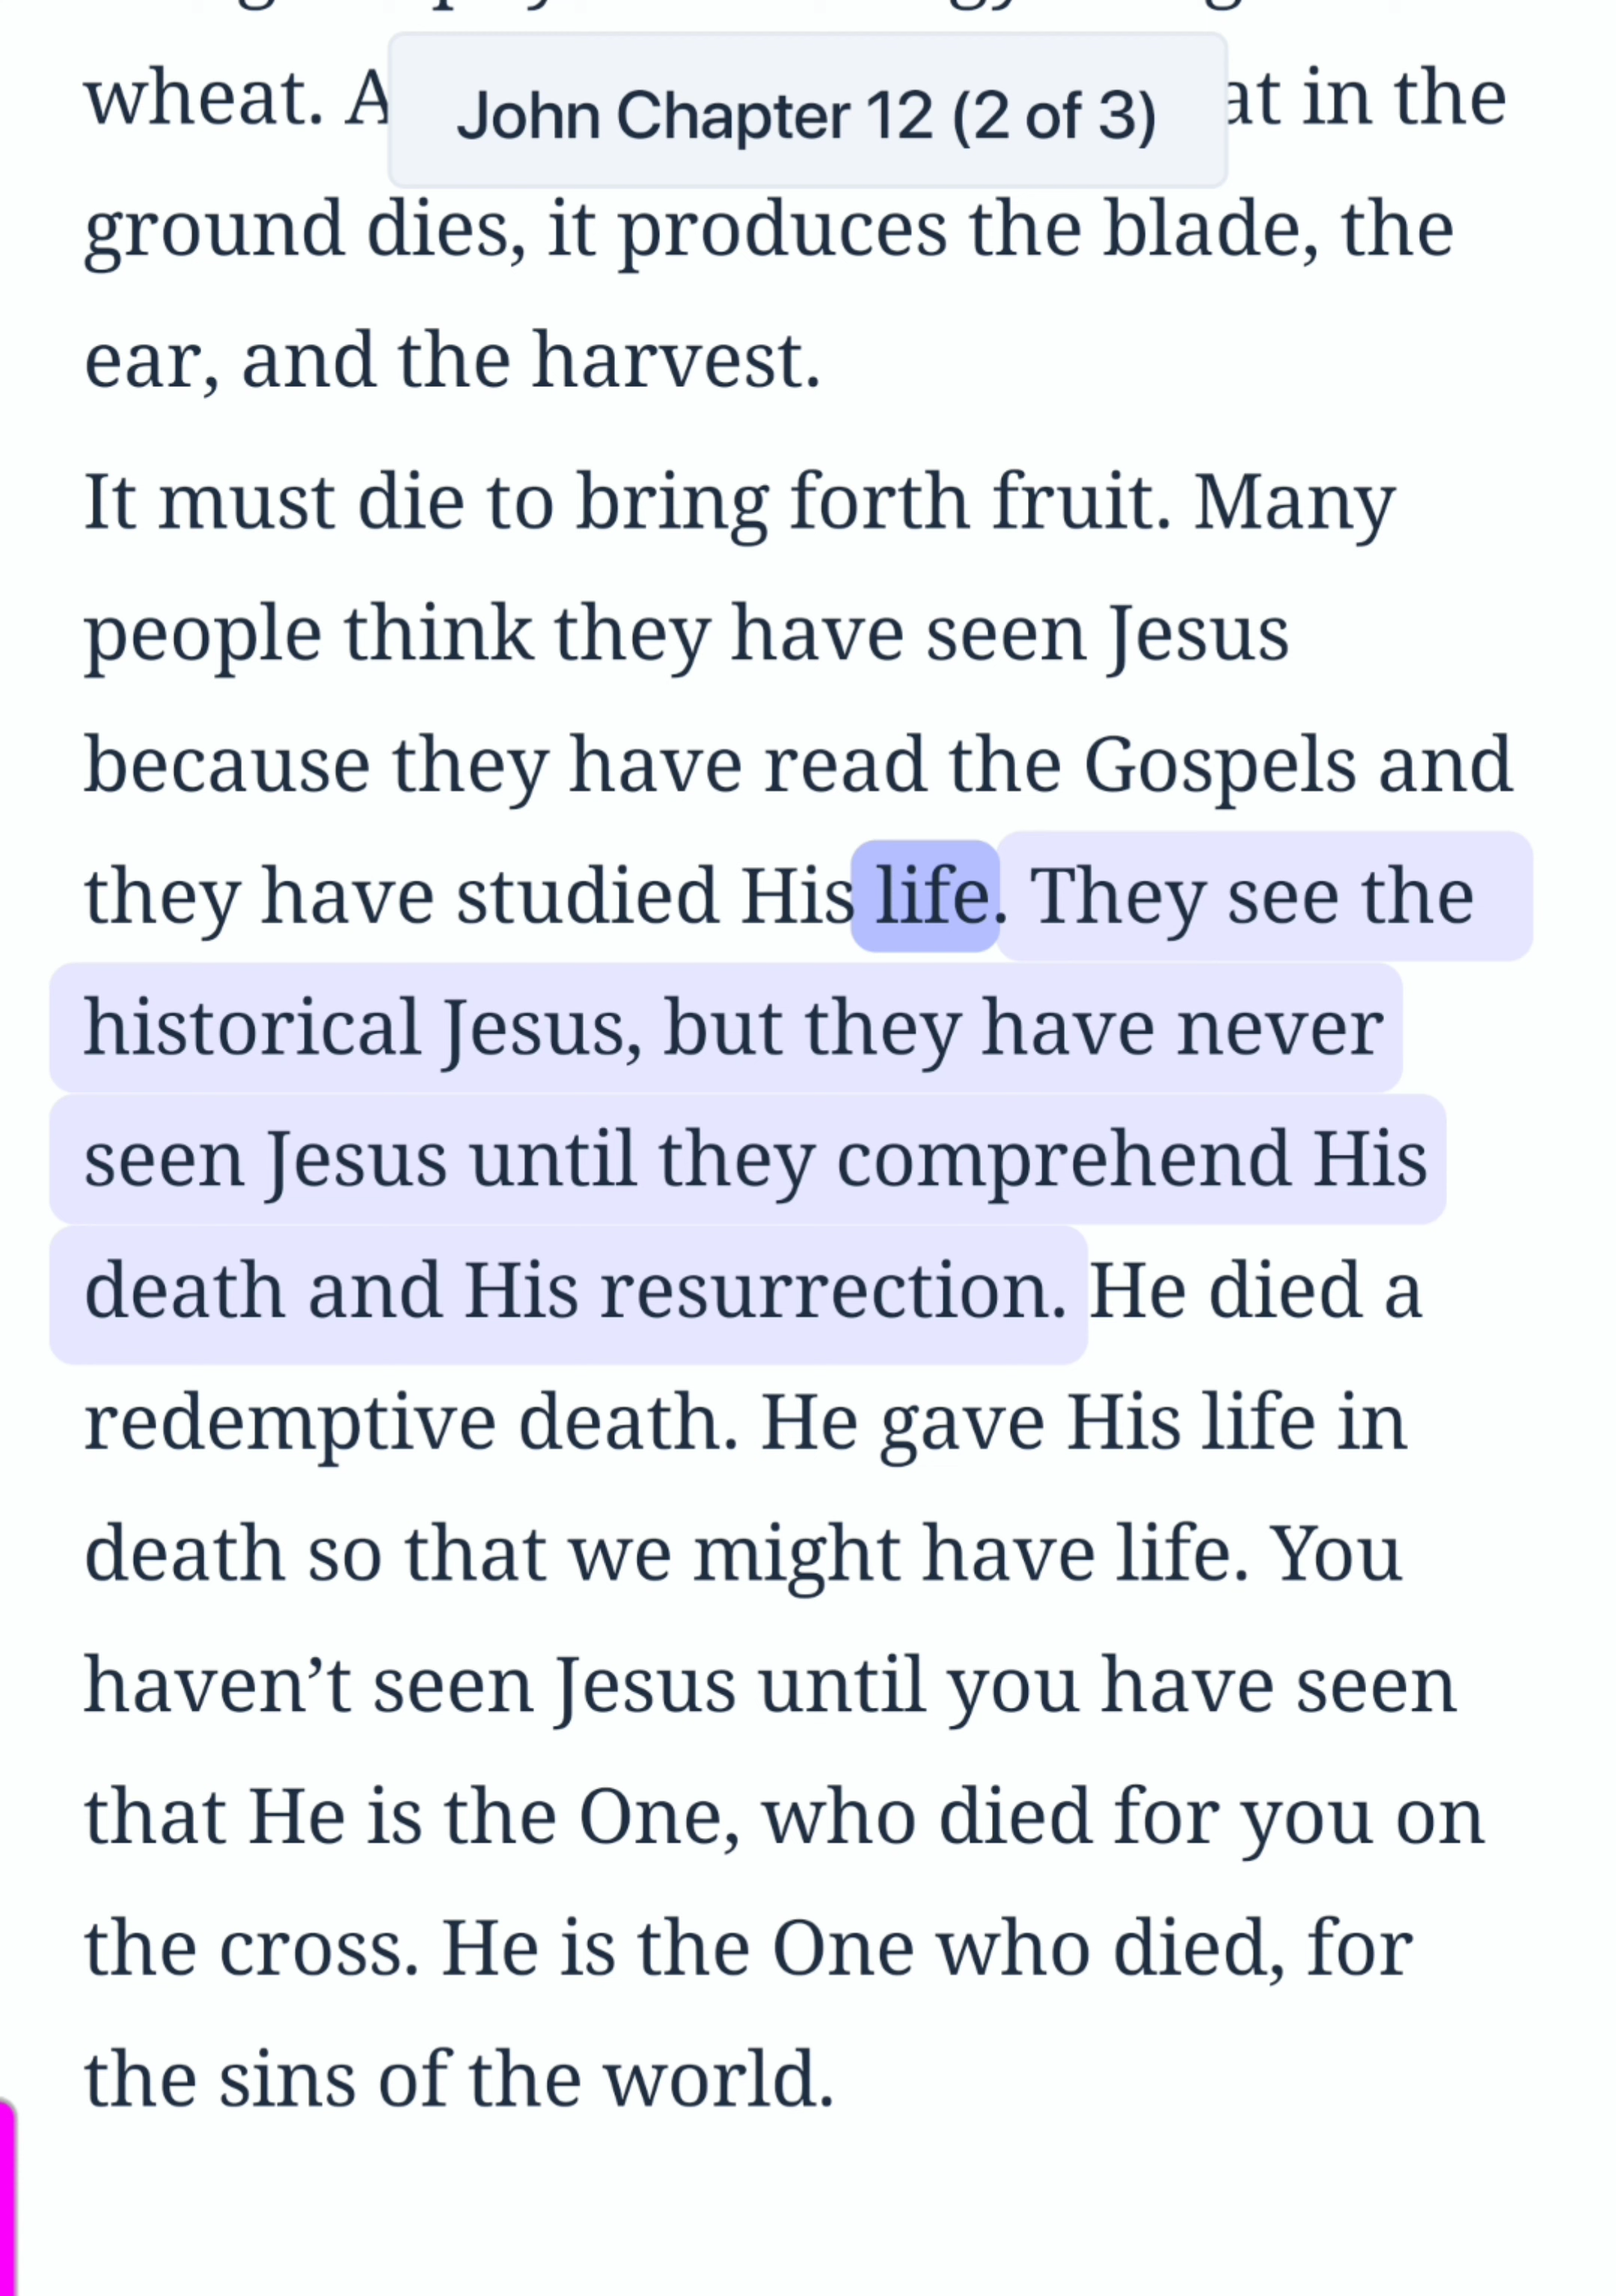 John Chapter 12 (2 of 3)
wheat. A at in the
ground dies, it produces the blade, the
ear, and the harvest.
It must die to bring forth fruit. Many
people think they have seen Jesus
because they have read the Gospels and
they have studied His life. They see the
historical Jesus, but they have never
seen Jesus until they comprehend His
death and His resurrection. He died a
redemptive death. He gave His life in
death so that we might have life. You
haven’t seen Jesus until you have seen
that He is the One, who died for you on
the cross. He is the One who died, for
the sins of the world.